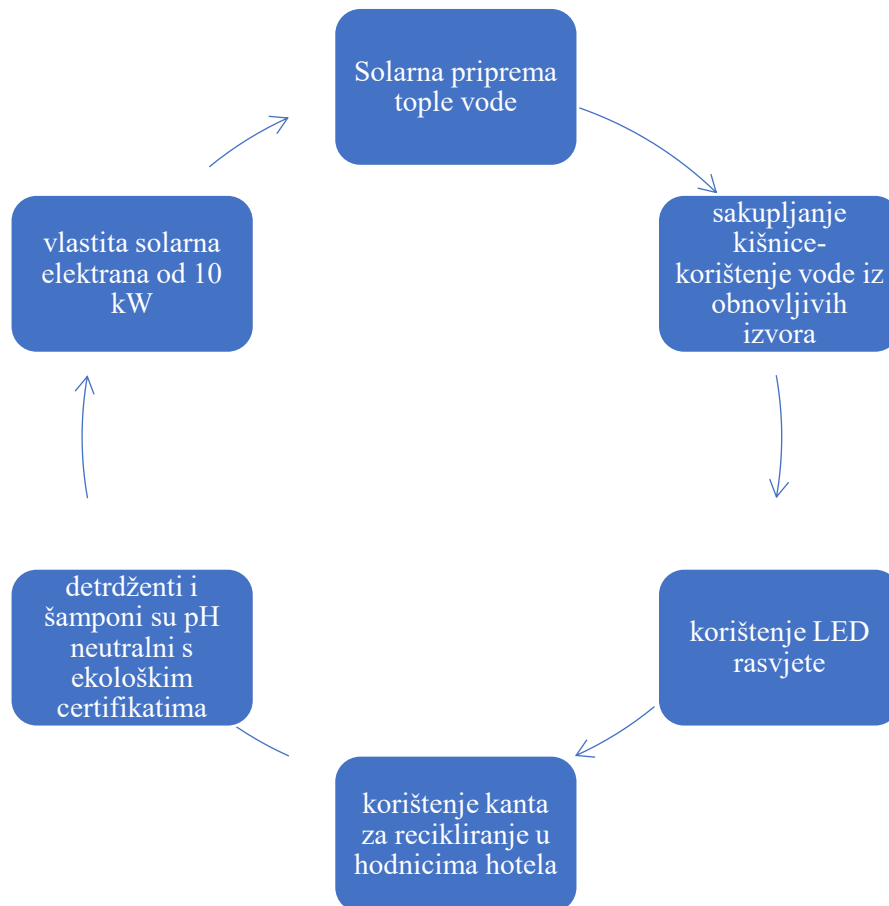 Solarna priprema
tople vode
sakupljanje
kišnice-
korištenje vode iz
obnovljivih
izvora
korištenje LED
rasvjete
korištenje kanta
za recikliranje u
hodnicima hotela
detrdženti i
šamponi su pH
neutralni s
ekološkim
certifikatima
vlastita solarna
elektrana od 10
kW